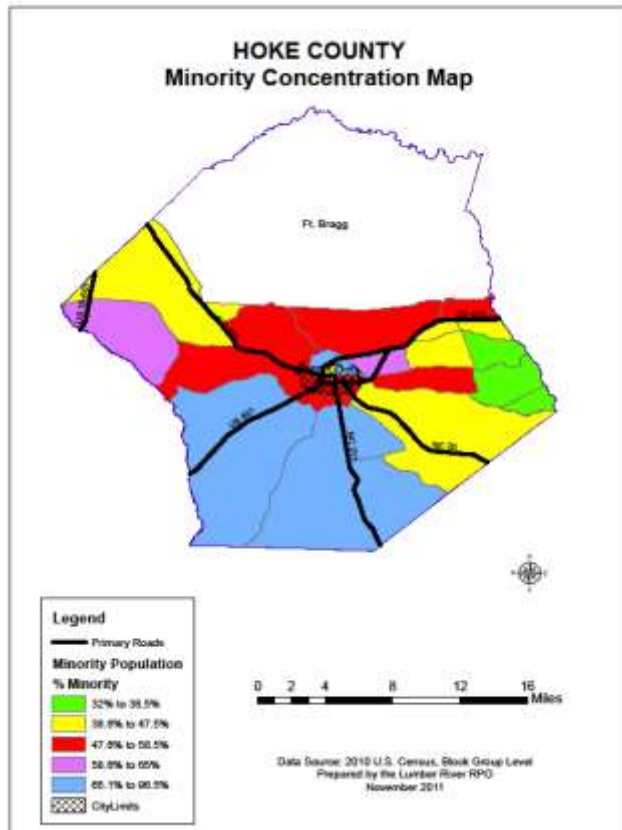 HOKE COUNTY
Minority Concentration Map
Ft. Bragg
Legend
Primary Roads
Minority Population
% Minority
32% to 38.5%
38.6% to 47.5%
47.6% to 58.5%
58.6% to 65%
65.1% to 96.5%
CityLimits
0 2 4 8 12 16
Miles
Data Source: 2010 U.S. Census, Block Group Level
Prepared by the Lumber River RPO
November 2011